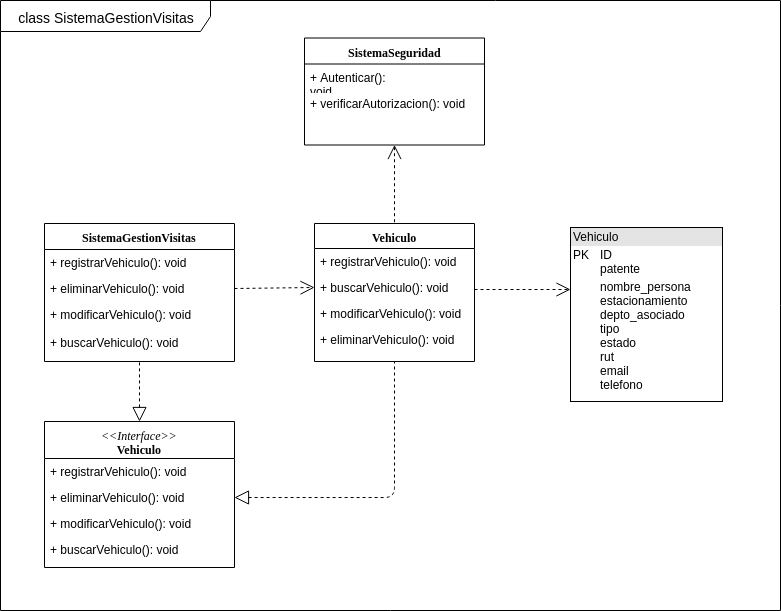 class SistemaGestionVisitas
SistemaSeguridad
+ Autenticar():
void
+ verificarAutorizacion(): void
SistemaGestionVisitas
+ registrarVehiculo(): void
+ eliminarVehiculo(): void
+ modificarVehiculo(): void
+ buscarVehiculo(): void
Vehiculo
+ registrarVehiculo(): void
+ buscarVehiculo(): void
+ modificarVehiculo(): void
+ eliminarVehiculo(): void
Vehiculo
PK ID
patente
nombre_persona
estacionamiento
depto_asociado
tipo
estado
rut
email
telefono
<<Interface>>
Vehiculo
+ registrarVehiculo(): void
+ eliminarVehiculo(): void
+ modificarVehiculo(): void
+ buscarVehiculo(): void